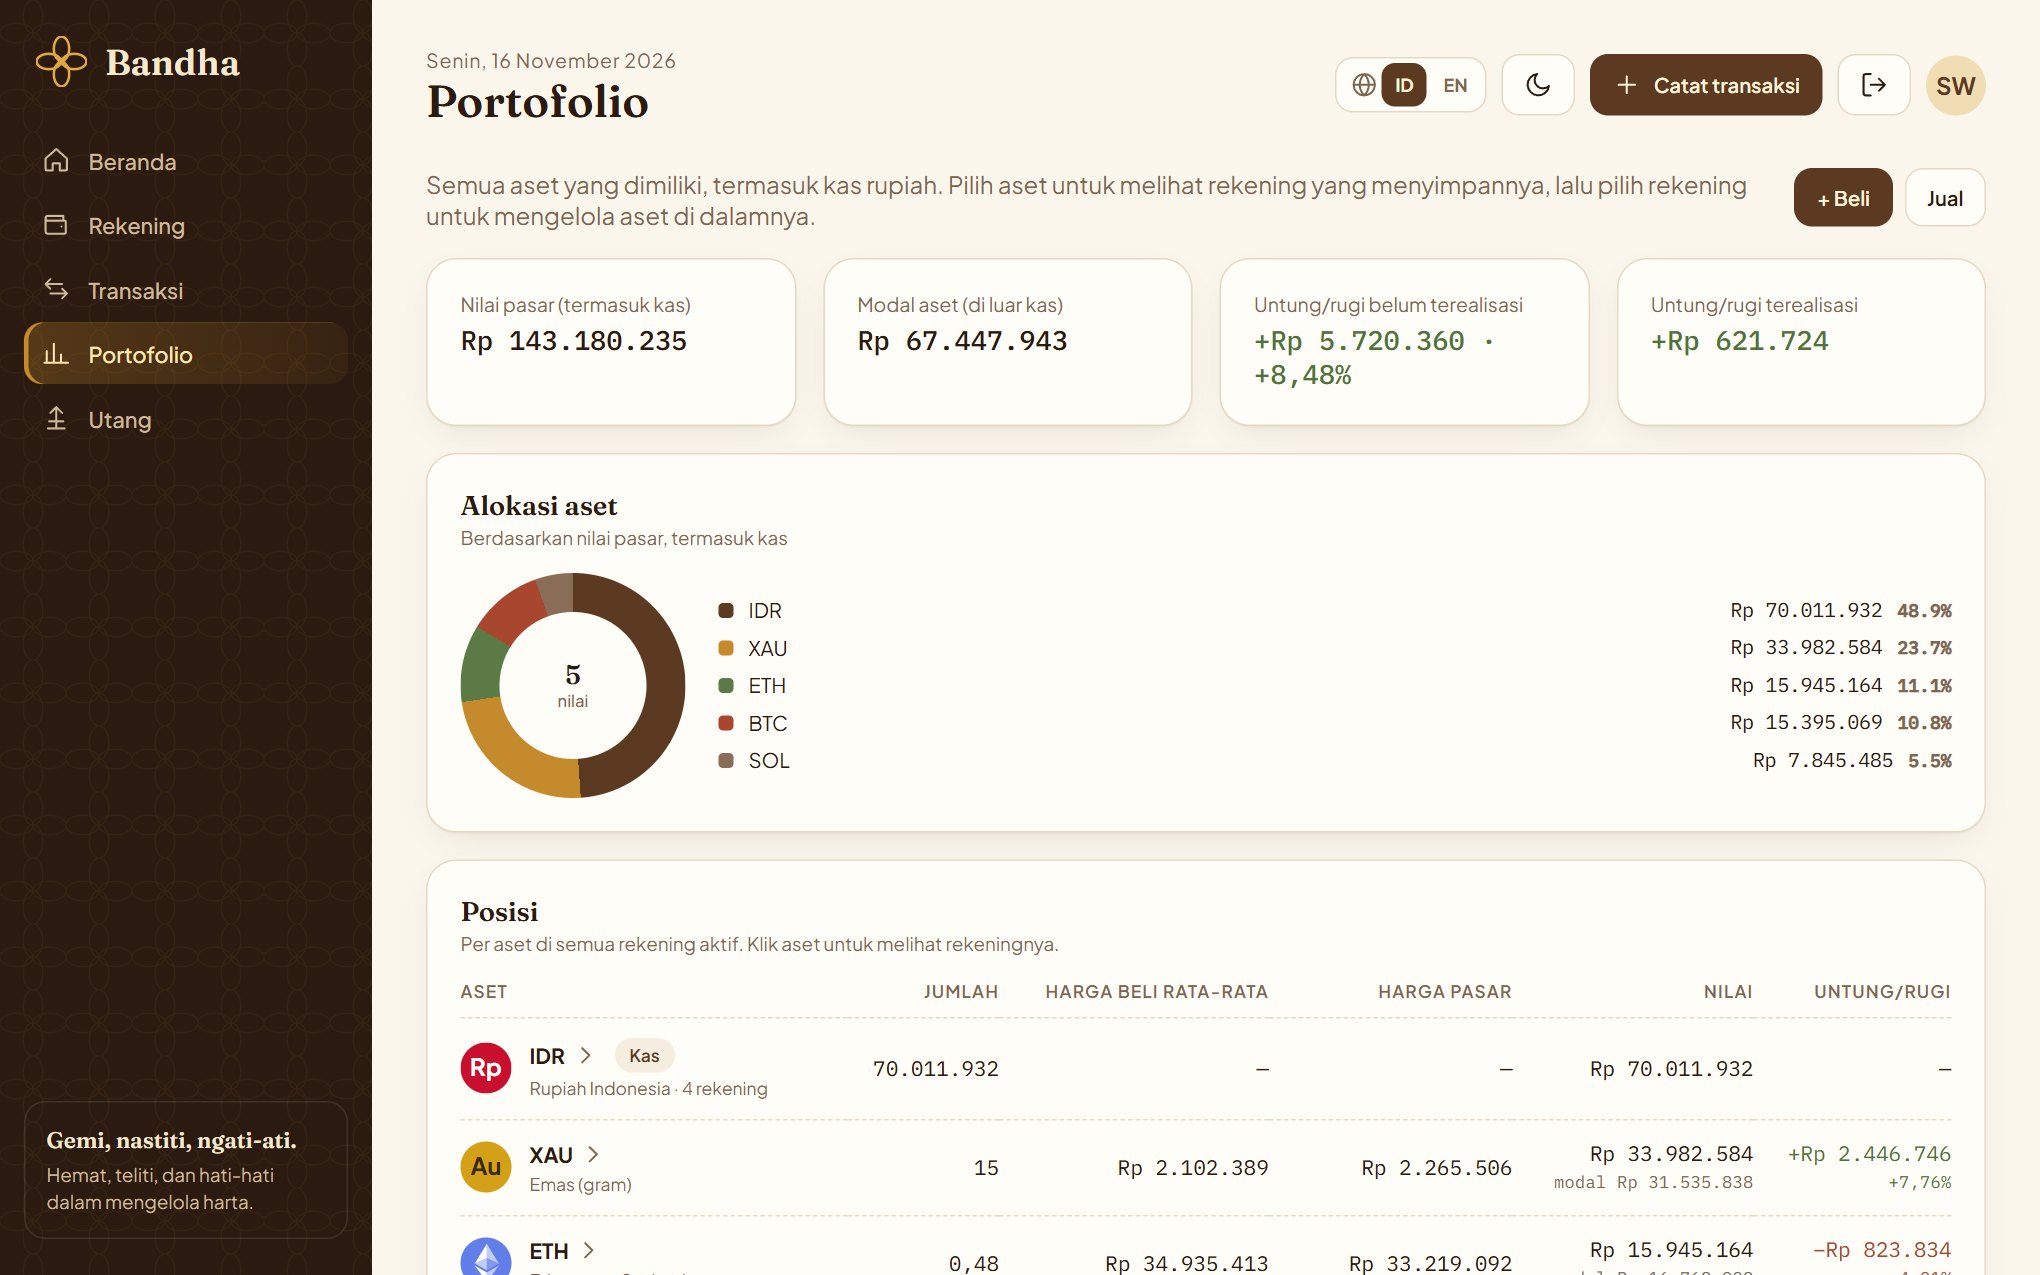 Bandha
Beranda
Rekening
Transaksi
Portofolio
Utang
Gemi, nastiti, ngati-ati.
Hemat, teliti, dan hati-hati
dalam mengelola harta.
Senin, 16 November 2026
Portofolio
ID EN
Catat transaksi
SW
Semua aset yang dimiliki, termasuk kas rupiah. Pilih aset untuk melihat rekening yang menyimpannya, lalu pilih rekening
untuk mengelola aset di dalamnya.
+ Beli
Jual
Nilai pasar (termasuk kas)
Rp 143.180.235
Modal aset (di luar kas)
Rp 67.447.943
Untung/rugi belum terealisasi
+Rp 5.720.360 ·
+8,48%
Untung/rugi terealisasi
+Rp 621.724
Alokasi aset
Berdasarkan nilai pasar, termasuk kas
5
nilai
IDR Rp 70.011.932 48.9%
XAU Rp 33.982.584 23.7%
ETH Rp 15.945.164 11.1%
BTC Rp 15.395.069 10.8%
SOL Rp 7.845.485 5.5%
Posisi
Per aset di semua rekening aktif. Klik aset untuk melihat rekeningnya.
ASET JUMLAH HARGA BELI RATA-RATA HARGA PASAR NILAI UNTUNG/RUGI
Rp IDR Kas 70.011.932 — — Rp 70.011.932 —
Rupiah Indonesia · 4 rekening
Au XAU 15 Rp 2.102.389 Rp 2.265.506 Rp 33.982.584 +Rp 2.446.746
Emas (gram) modal Rp 31.535.838 +7,76%
ETH 0,48 Rp 34.935.413 Rp 33.219.092 Rp 15.945.164 −Rp 823.834